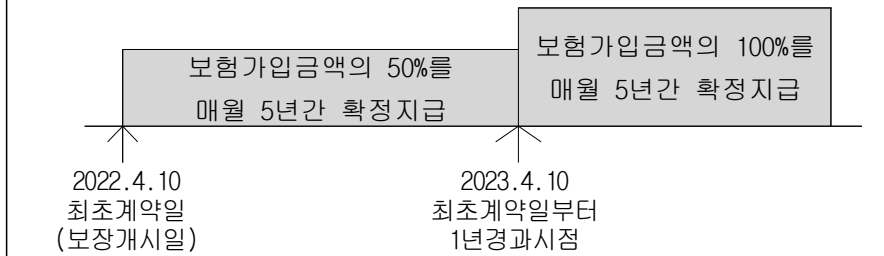 보험가입금액의 50%를
매월 5년간 확정지급
보험가입금액의 100%를
매월 5년간 확정지급
2022.4.10
최초계약일
(보장개시일)
2023.4.10
최초계약일부터
1년경과시점